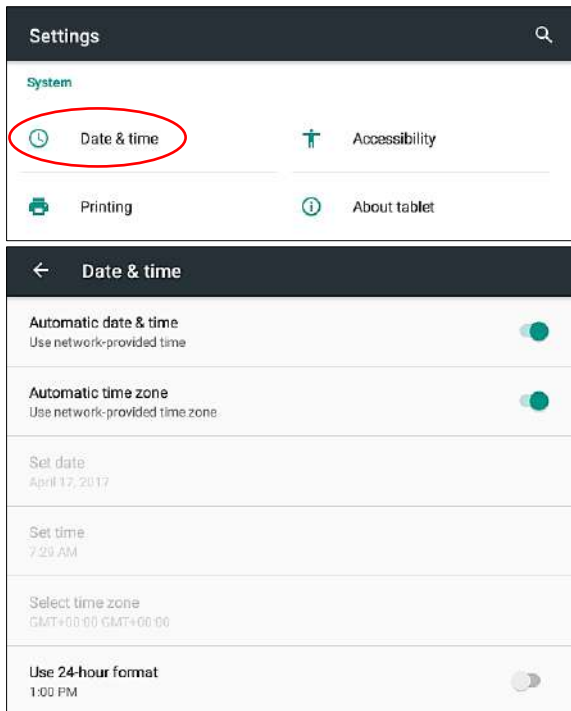 Settings
System
Date & time
Accessibility
Printing
About tablet
Date & time
Automatic date & time
Use network-provided time
Automatic time zone
Use network-provided time zone
Set date
April 17, 2017
Set time
7:29 AM
Select time zone
GMT+00:00 GMT+00:00
Use 24-hour format
1:00 PM